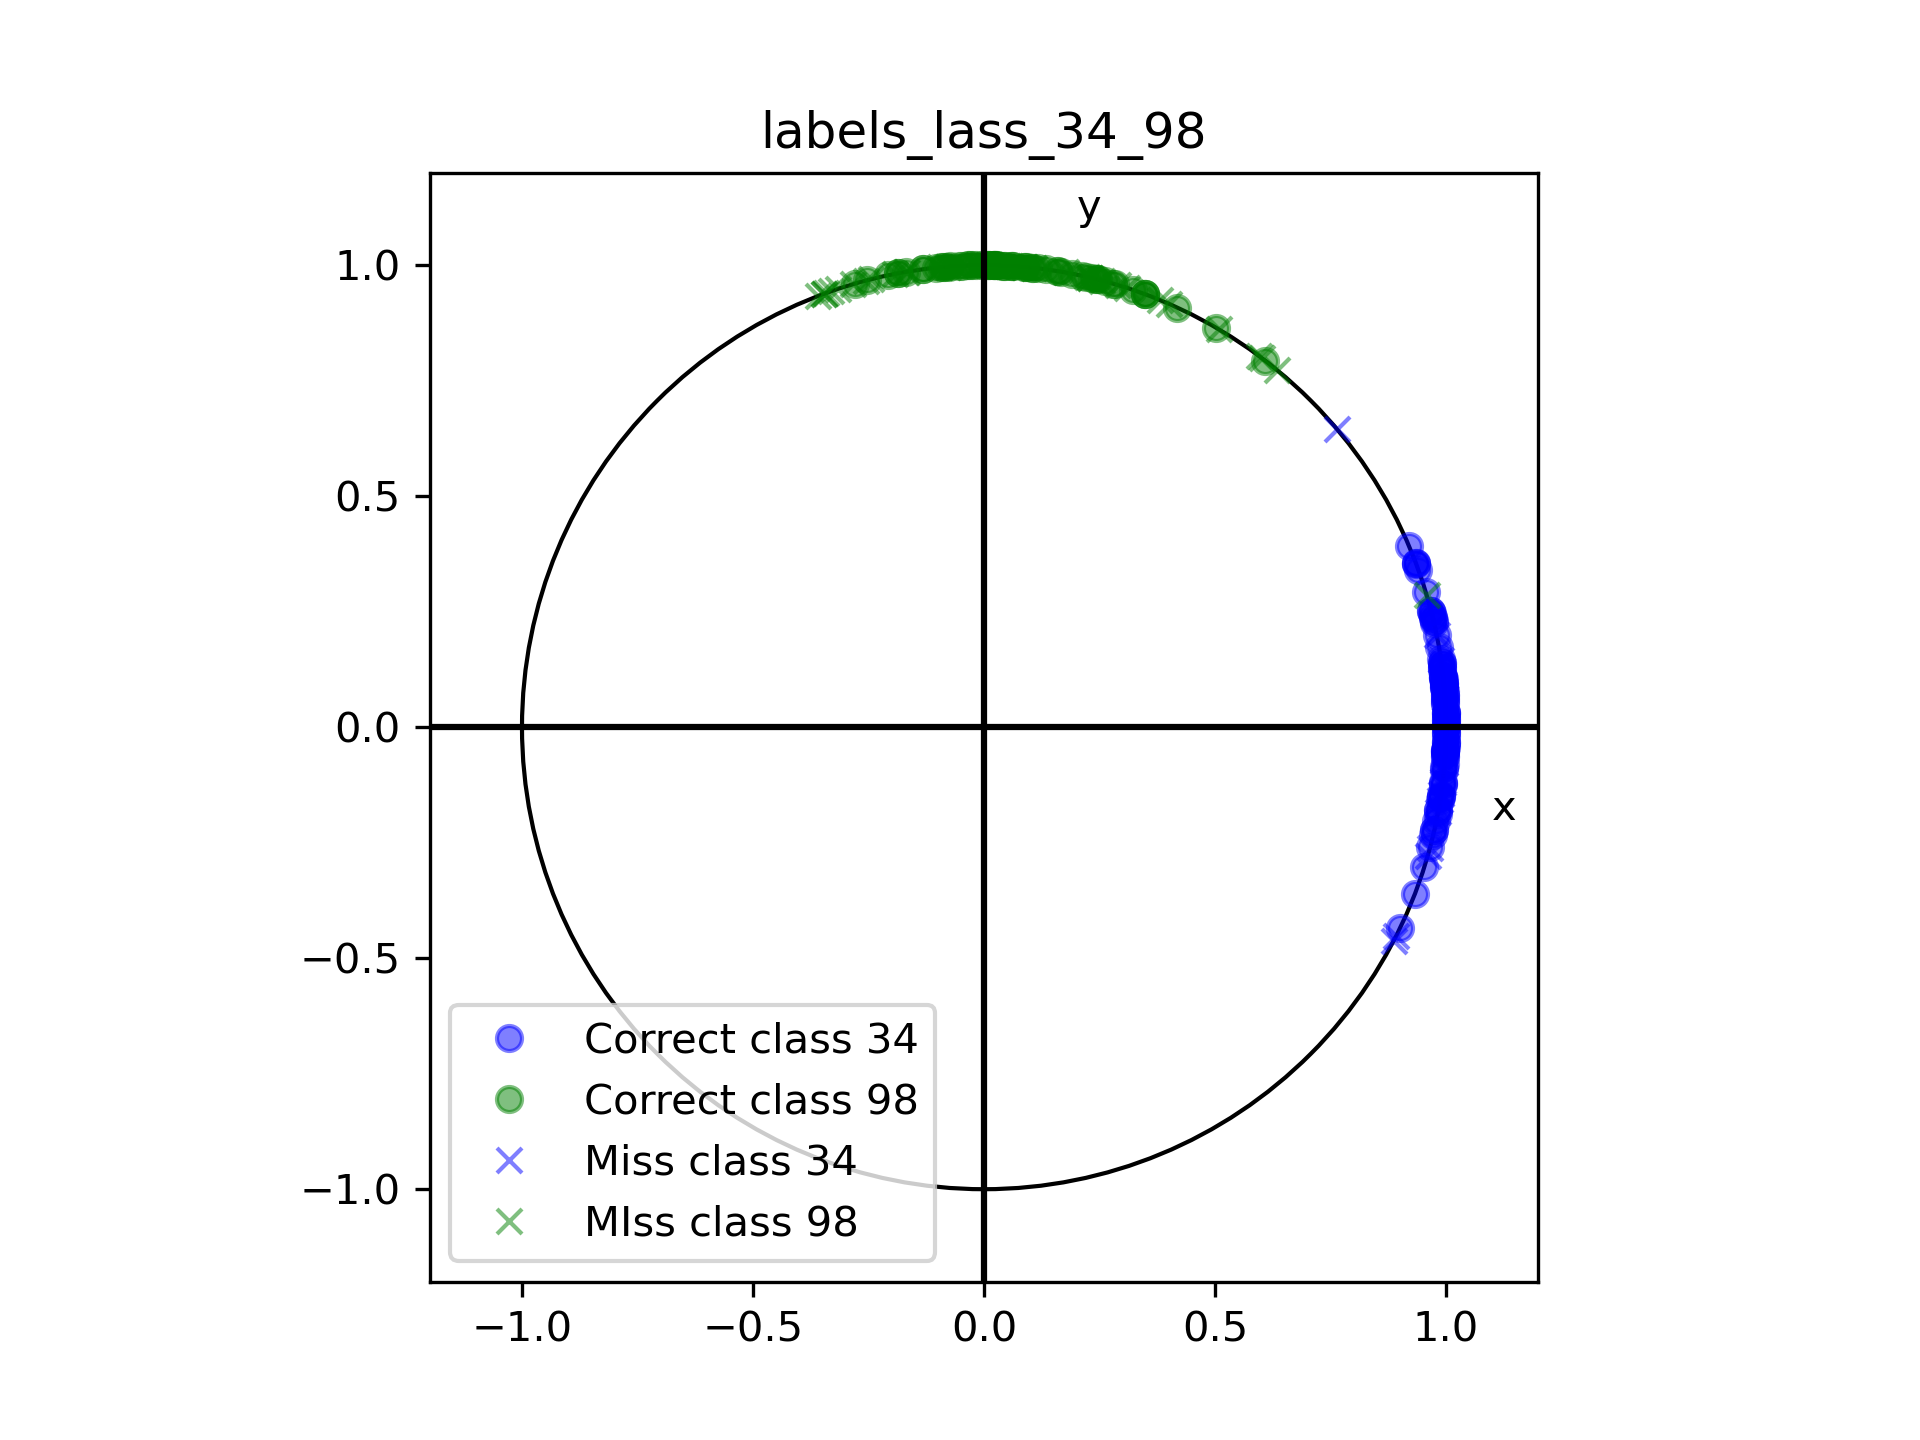 labels_lass_34_98
y
1.0
0.5
0.0
x
−0.5
−1.0
Correct class 34
Correct class 98
Miss class 34
MIss class 98
−1.0 −0.5 0.0 0.5 1.0